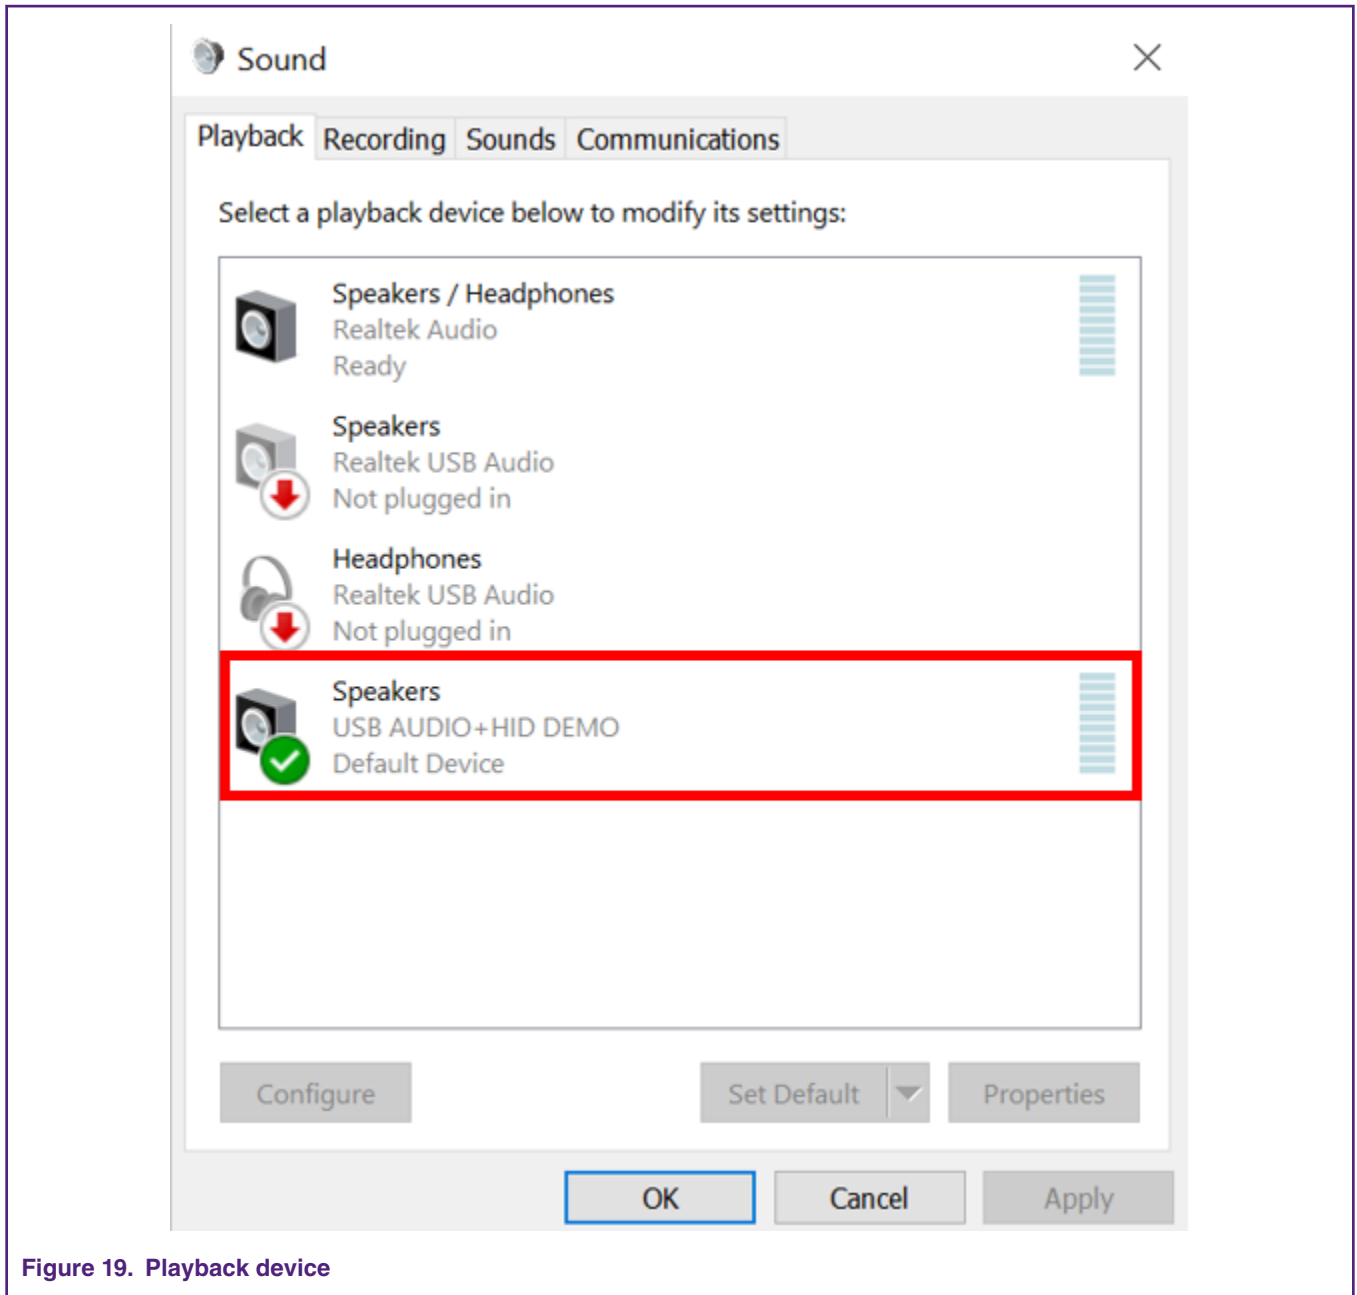 Sound
Playback Recording Sounds Communications
Select a playback device below to modify its settings:
Speakers / Headphones
Realtek Audio
Ready
Speakers
Realtek USB Audio
Not plugged in
Headphones
Realtek USB Audio
Not plugged in
Speakers
USB AUDIO+HID DEMO
Default Device
Configure Set Default Properties
OK Cancel Apply
Figure 19. Playback device